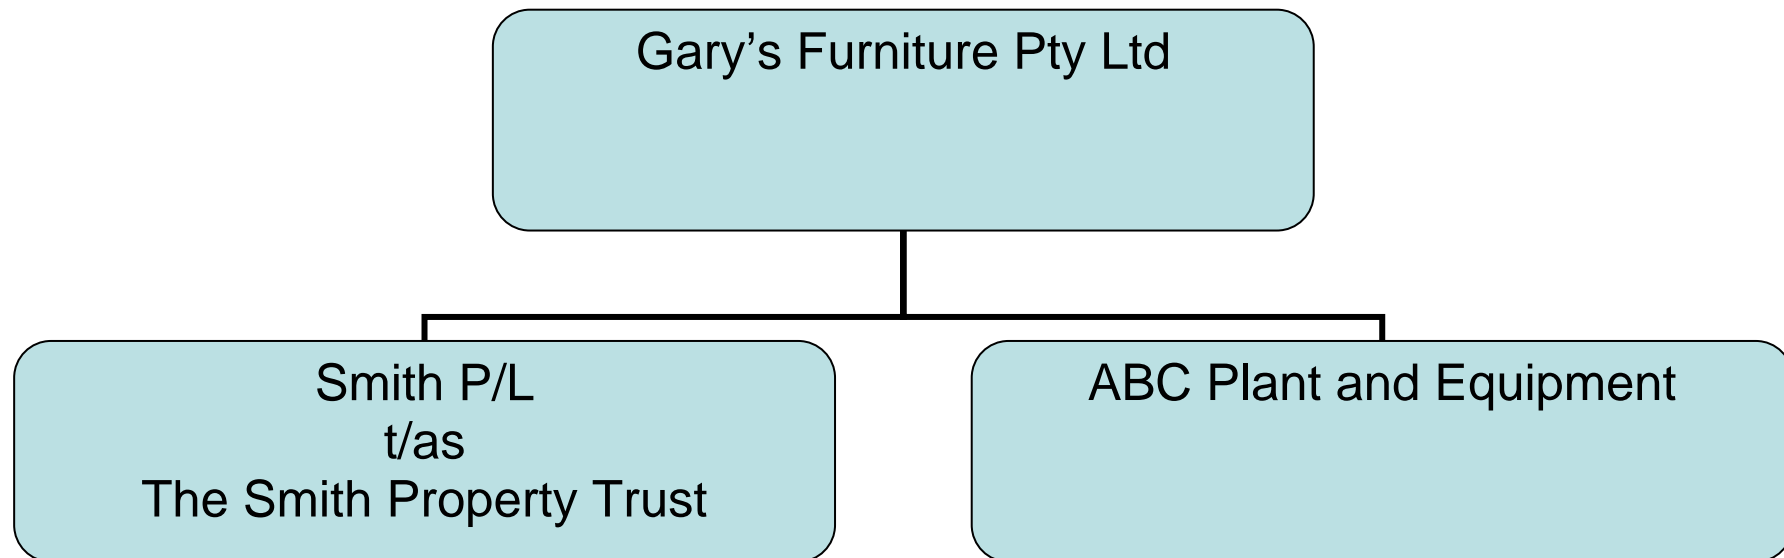 Gary’s Furniture Pty Ltd
Smith P/L
t/as
The Smith Property Trust
ABC Plant and Equipment